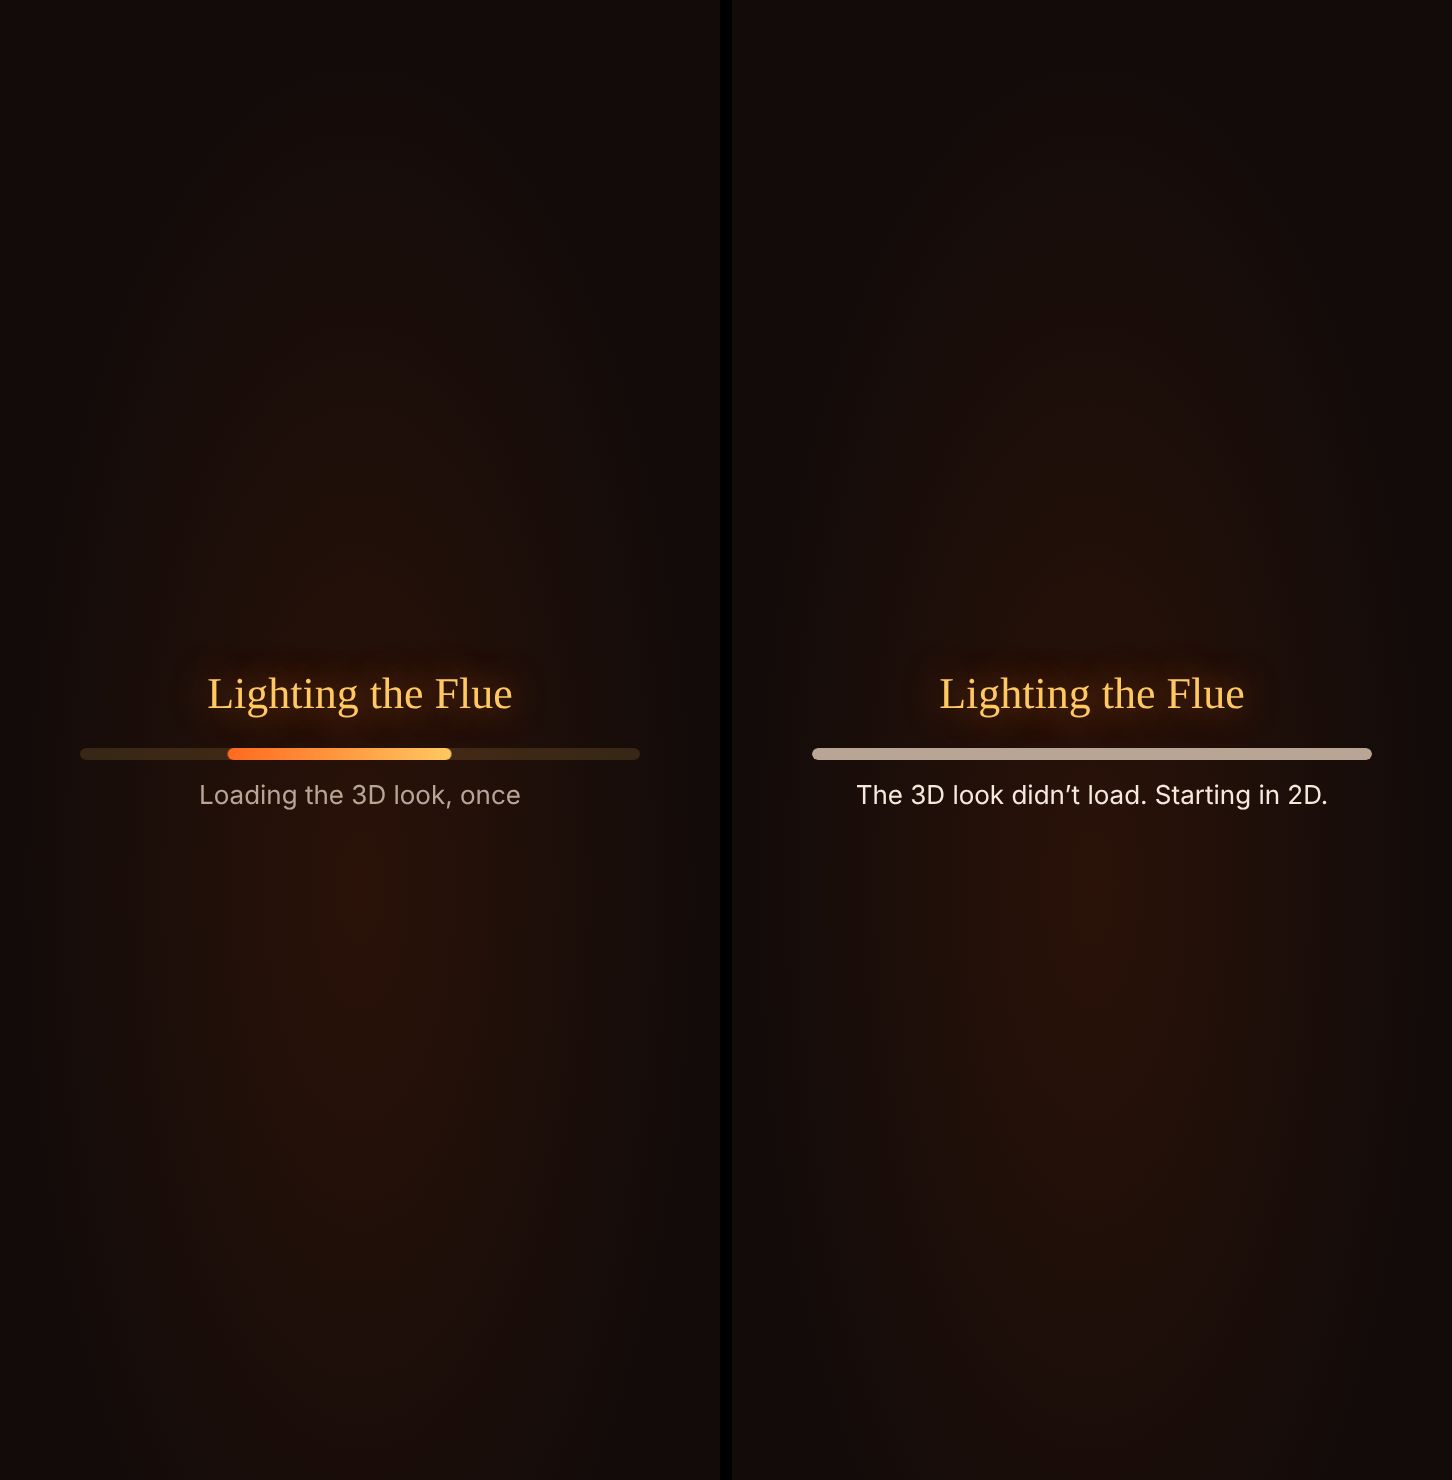 Lighting the Flue
Loading the 3D look, once
Lighting the Flue
The 3D look didn’t load. Starting in 2D.